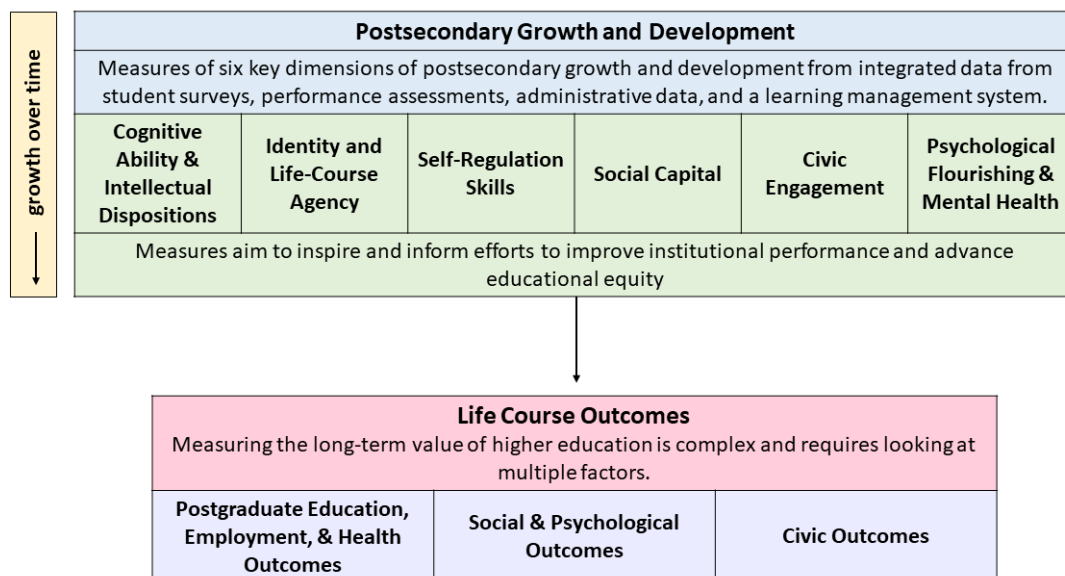 growth over time
Postsecondary Growth and Development
Measures of six key dimensions of postsecondary growth and development from integrated data from
student surveys, performance assessments, administrative data, and a learning management system.
Cognitive
Ability &
Intellectual
Dispositions
Identity and
Life-Course
Agency
Self-Regulation
Skills
Social Capital
Civic
Engagement
Psychological
Flourishing &
Mental Health
Measures aim to inspire and inform efforts to improve institutional performance and advance
educational equity
Life Course Outcomes
Measuring the long-term value of higher education is complex and requires looking at
multiple factors.
Postgraduate Education,
Employment, & Health
Outcomes
Social & Psychological
Outcomes
Civic Outcomes